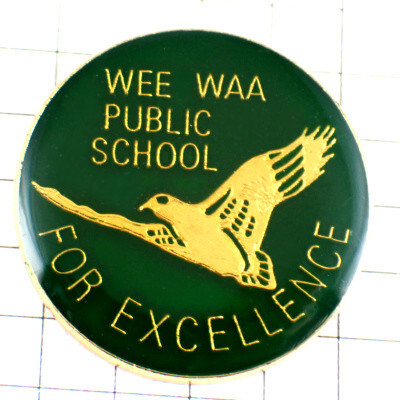 WEE WAA
PUBLIC
SCHOOL
FOR EXCELLENCE